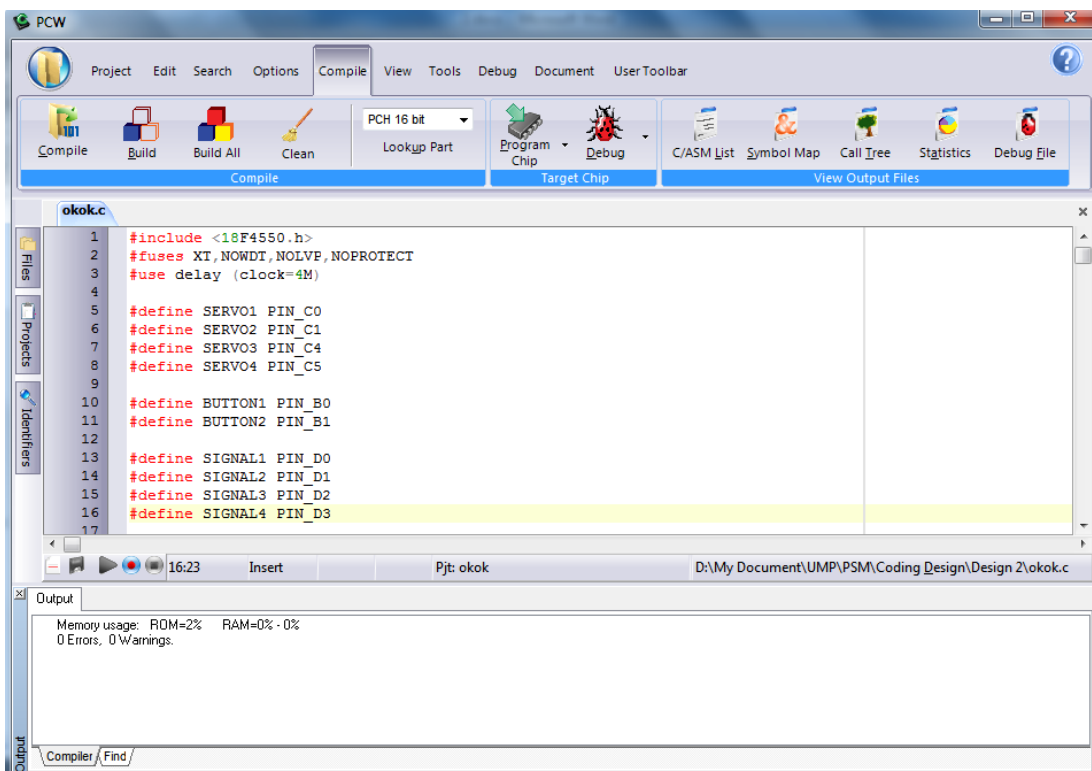 PCW
Project Edit Search Options Compile View Tools Debug Document User Toolbar
101
Compile Build Build All Clean
PCH 16 bit
Lookup Part
Program Chip Debug
C/ASM List Symbol Map Call Tree Statistics Debug File
Compile Target Chip View Output Files
okok.c
Files
Projects
Identifiers
1 #include <18F4550.h>
2 #fuses XT,NOWDT,NOLVP,NOPROTECT
3 #use delay (clock=4M)
4
5 #define SERVO1 PIN_C0
6 #define SERVO2 PIN_C1
7 #define SERVO3 PIN_C4
8 #define SERVO4 PIN_C5
9
10 #define BUTTON1 PIN_B0
11 #define BUTTON2 PIN_B1
12
13 #define SIGNAL1 PIN_D0
14 #define SIGNAL2 PIN_D1
15 #define SIGNAL3 PIN_D2
16 #define SIGNAL4 PIN_D3
17
16:23 Insert Pjt: okok D:\My Document\UMP\PSM\Coding Design\Design 2\okok.c
Output
Memory usage: ROM=2% RAM=0% - 0%
0 Errors, 0 Warnings.
Output
Compiler Find